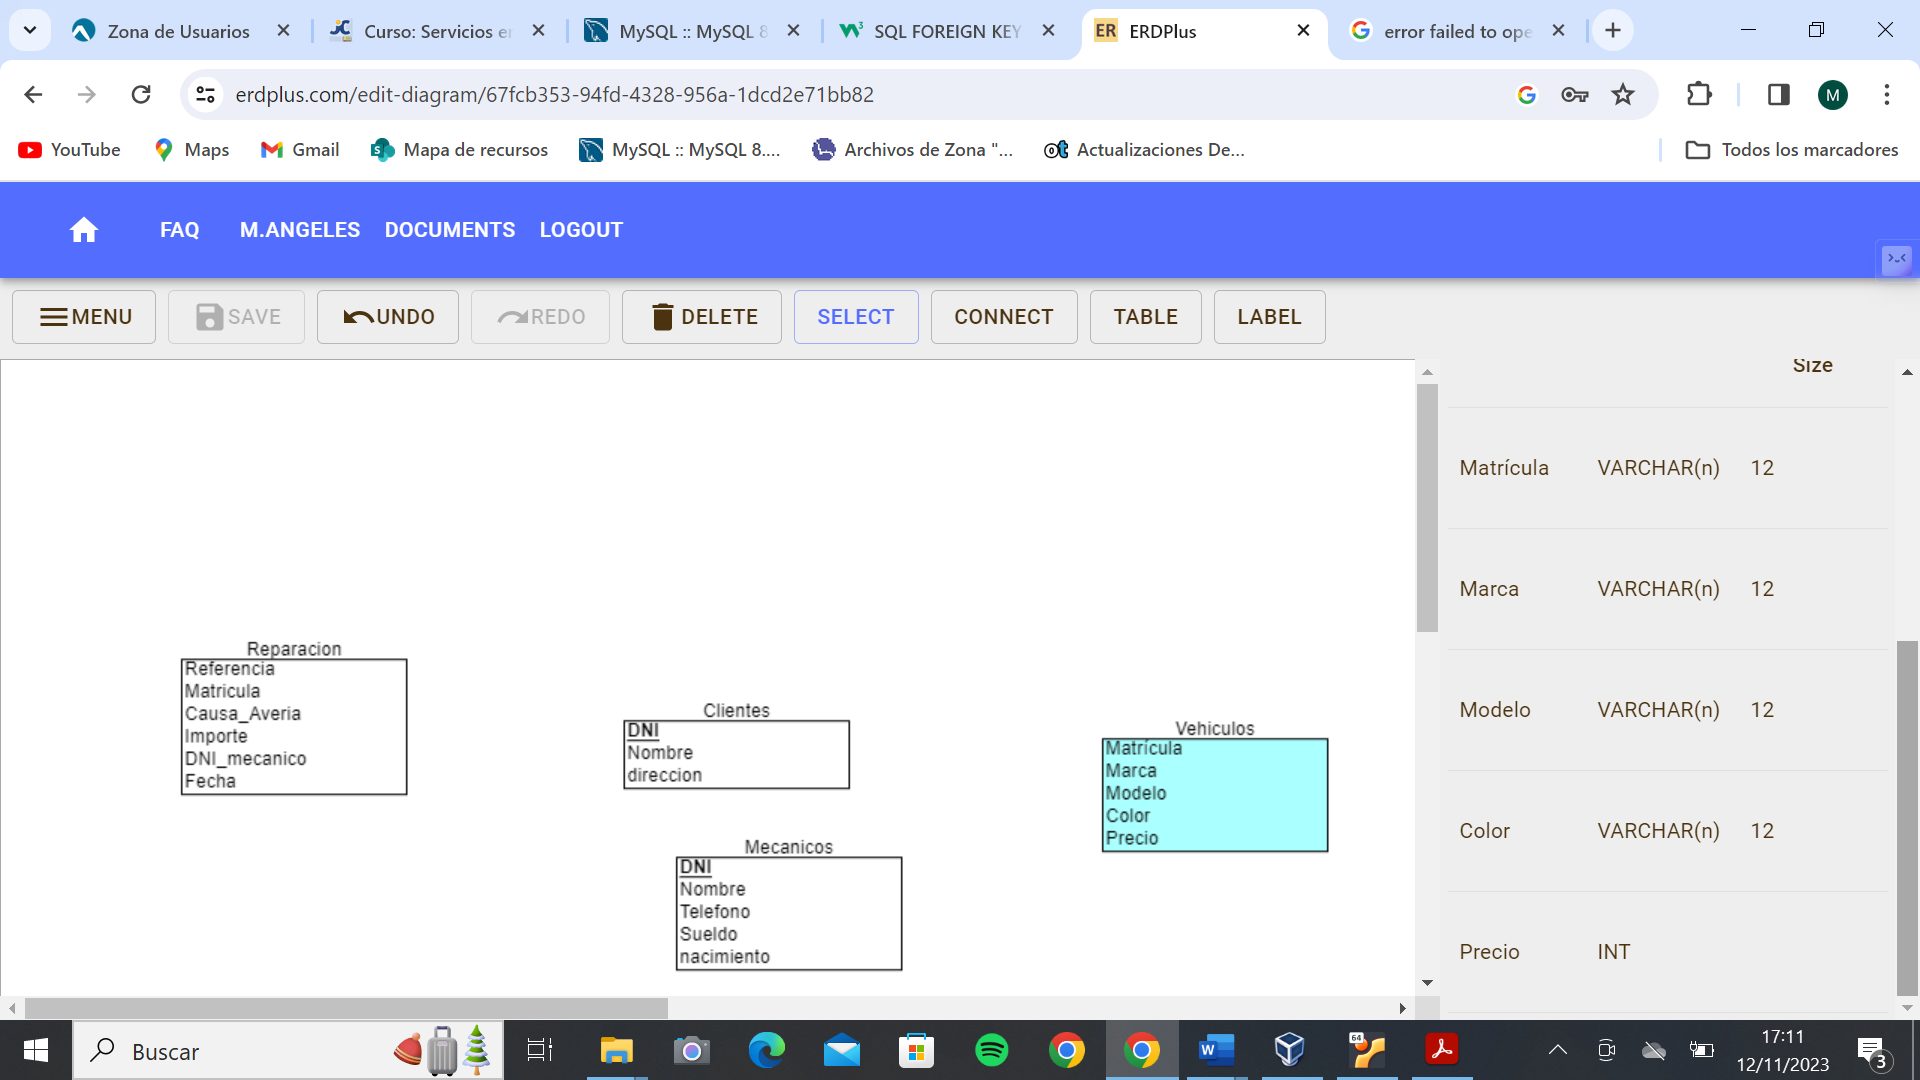 Zona de Usuarios
Curso: Servicios en
MySQL :: MySQL 8
SQL FOREIGN KEY
ER
ERDPlus
error failed to ope
erdplus.com/edit-diagram/67fcb353-94fd-4328-956a-1dcd2e71bb82
M
YouTube
Maps
Gmail
Mapa de recursos
MySQL :: MySQL 8....
Archivos de Zona "...
Actualizaciones De...
Todos los marcadores
FAQ
M.ANGELES
DOCUMENTS
LOGOUT
MENU
SAVE
UNDO
REDO
DELETE
SELECT
CONNECT
TABLE
LABEL
Size
Matrícula VARCHAR(n) 12
Marca VARCHAR(n) 12
Modelo VARCHAR(n) 12
Color VARCHAR(n) 12
Precio INT
Reparacion
Referencia
Matricula
Causa_Averia
Importe
DNI_mecanico
Fecha
Clientes
DNI
Nombre
direccion
Mecanicos
DNI
Nombre
Telefono
Sueldo
nacimiento
Vehiculos
Matrícula
Marca
Modelo
Color
Precio
Buscar
64
17:11
12/11/2023
3